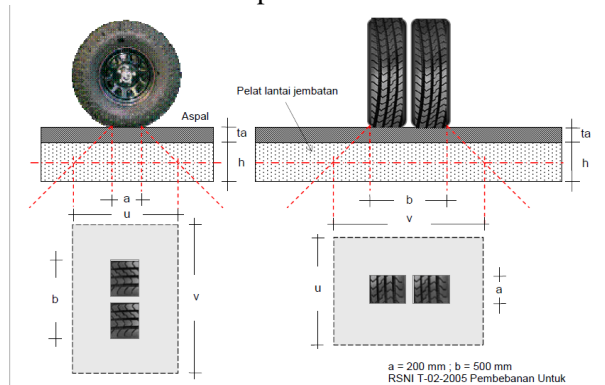 Aspal
Pelat lantai jembatan
ta
h
ta
h
a
u
b
v
b
v
u
a
a = 200 mm ; b = 500 mm
RSNI T-02-2005 Pembebanan Untuk